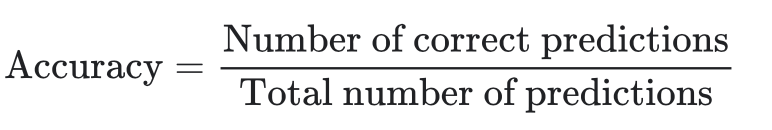 Accuracy = Number of correct predictions
Total number of predictions